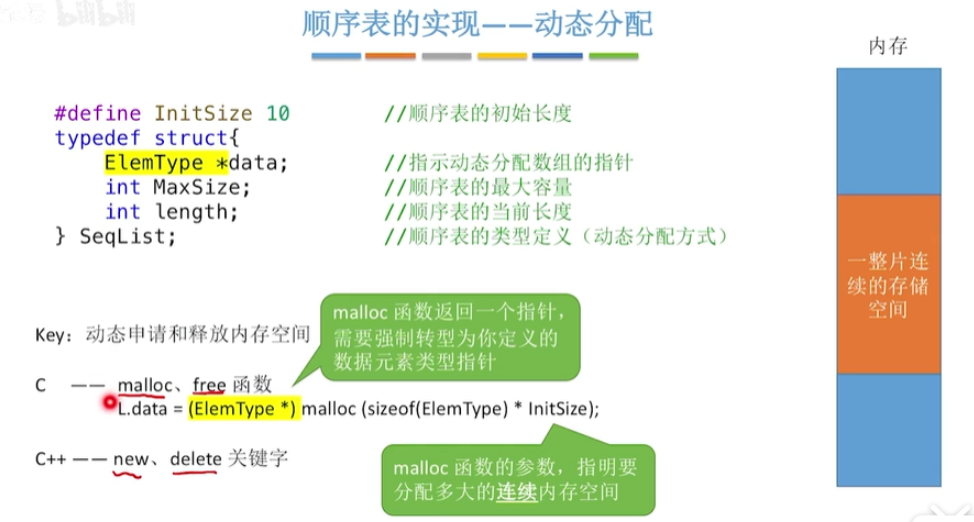 bilibili
顺序表的实现——动态分配
内存
#define InitSize 10 //顺序表的初始长度
typedef struct{
ElemType *data; //指示动态分配数组的指针
int MaxSize; //顺序表的最大容量
int length; //顺序表的当前长度
} SeqList; //顺序表的类型定义（动态分配方式）
一整片连
续的存储
空间
malloc 函数返回一个指针，
需要强制转型为你定义的
数据元素类型指针
Key：动态申请和释放内存空间
C —— malloc、free 函数
L.data = (ElemType *) malloc (sizeof(ElemType) * InitSize);
C++ —— new、delete 关键字
malloc 函数的参数，指明要
分配多大的连续内存空间